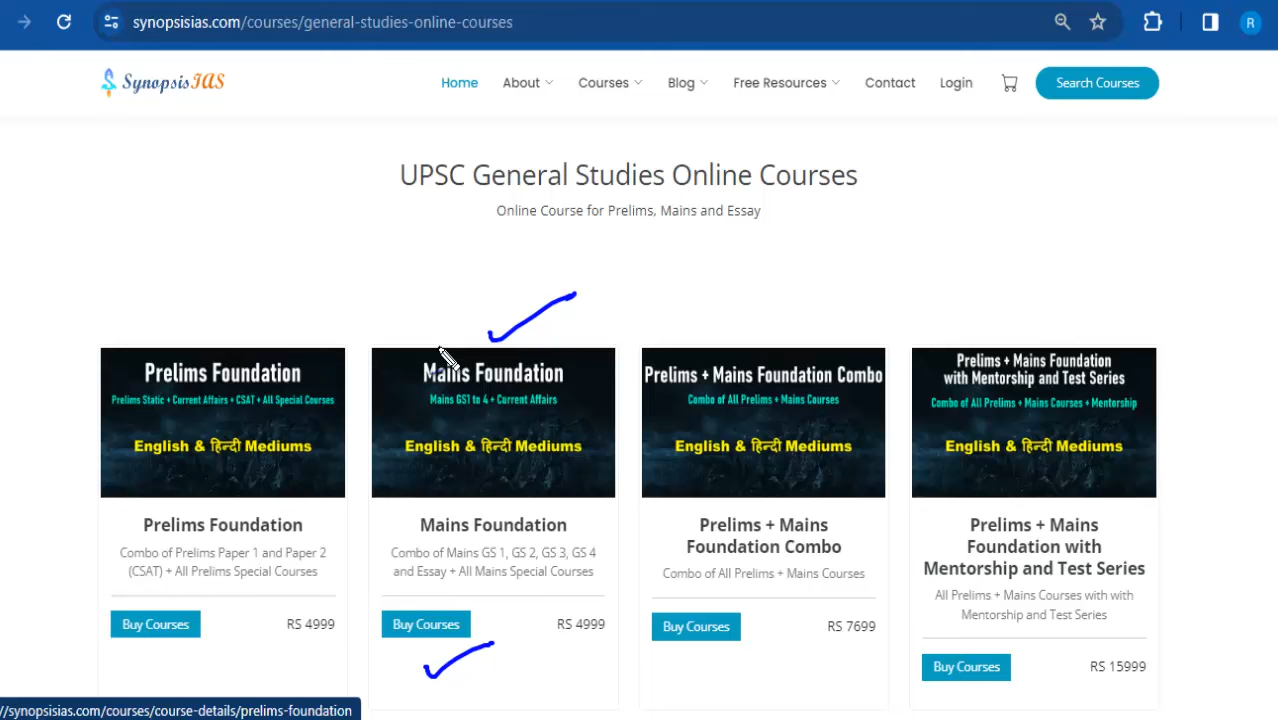 synopsisias.com/courses/general-studies-online-courses
R
SynopsisIAS
Home About Courses Blog Free Resources Contact Login Search Courses
UPSC General Studies Online Courses
Online Course for Prelims, Mains and Essay
Prelims Foundation
Prelims Static + Current Affairs + CSAT + All Special Courses
English & हिन्दी Mediums
Prelims Foundation
Combo of Prelims Paper 1 and Paper 2
(CSAT) + All Prelims Special Courses
Buy Courses RS 4999
Mains Foundation
Mains GS1 to 4 + Current Affairs
English & हिन्दी Mediums
Mains Foundation
Combo of Mains GS 1, GS 2, GS 3, GS 4
and Essay + All Mains Special Courses
Buy Courses RS 4999
Prelims + Mains Foundation Combo
Combo of All Prelims + Mains Courses
English & हिन्दी Mediums
Prelims + Mains
Foundation Combo
Combo of All Prelims + Mains Courses
Buy Courses RS 7699
Prelims + Mains Foundation
with Mentorship and Test Series
Combo of All Prelims + Mains Courses + Mentorship
English & हिन्दी Mediums
Prelims + Mains
Foundation with
Mentorship and Test Series
All Prelims + Mains Courses with with
Mentorship and Test Series
Buy Courses RS 15999
//synopsisias.com/courses/course-details/prelims-foundation